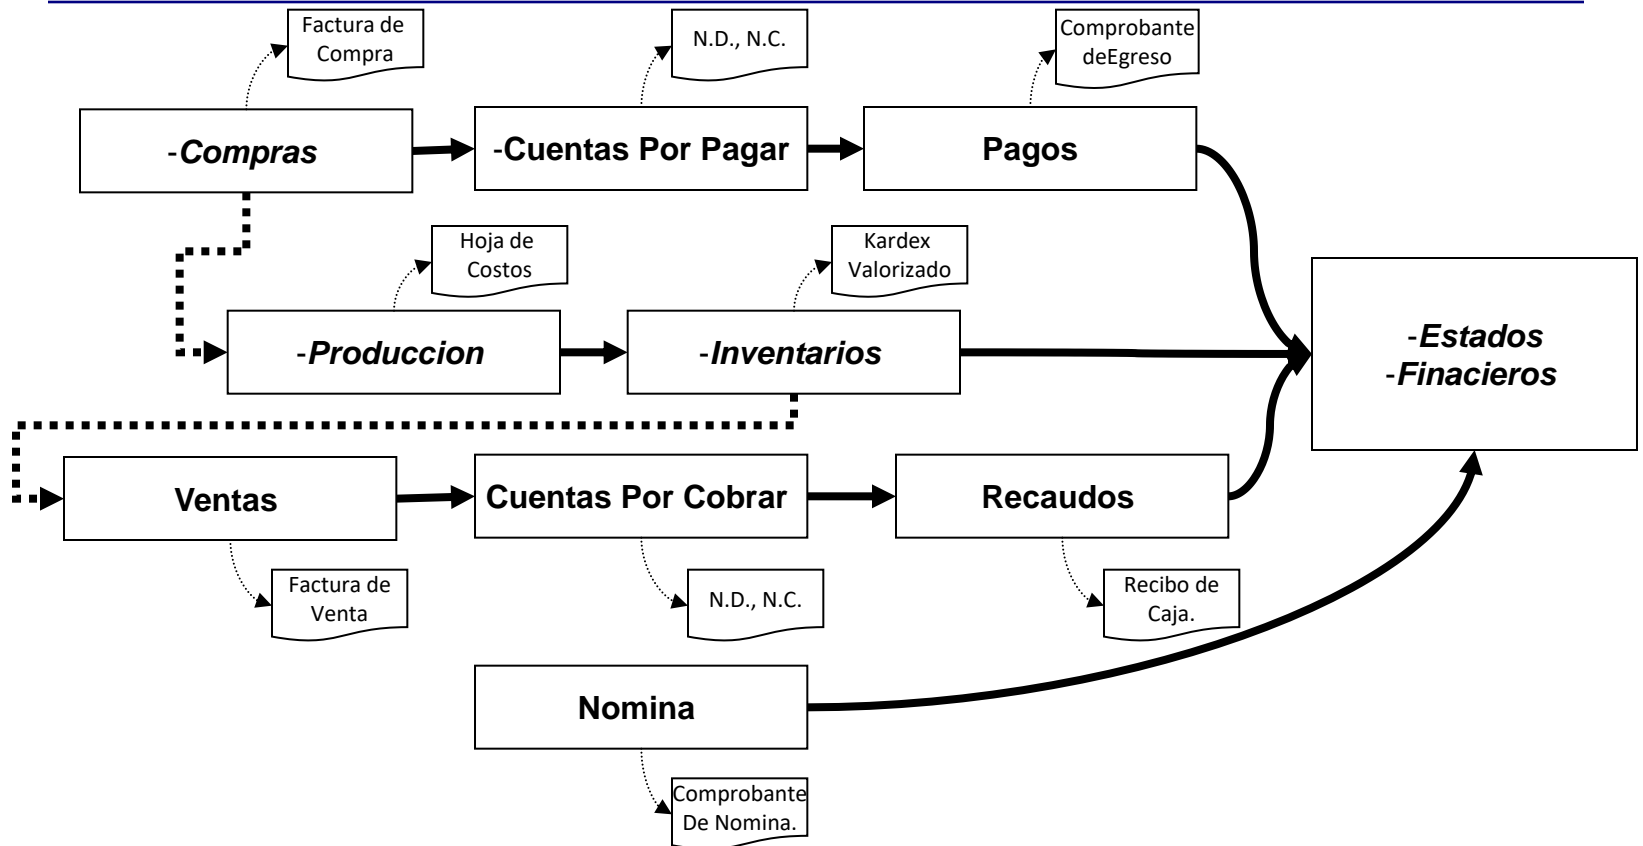 Factura de
Compra
N.D., N.C.
Comprobante
deEgreso
-Compras
-Cuentas Por Pagar
Pagos
Hoja de
Costos
Kardex
Valorizado
-Produccion
-Inventarios
-Estados
-Finacieros
Ventas
Cuentas Por Cobrar
Recaudos
Factura de
Venta
N.D., N.C.
Recibo de
Caja.
Nomina
Comprobante
De Nomina.